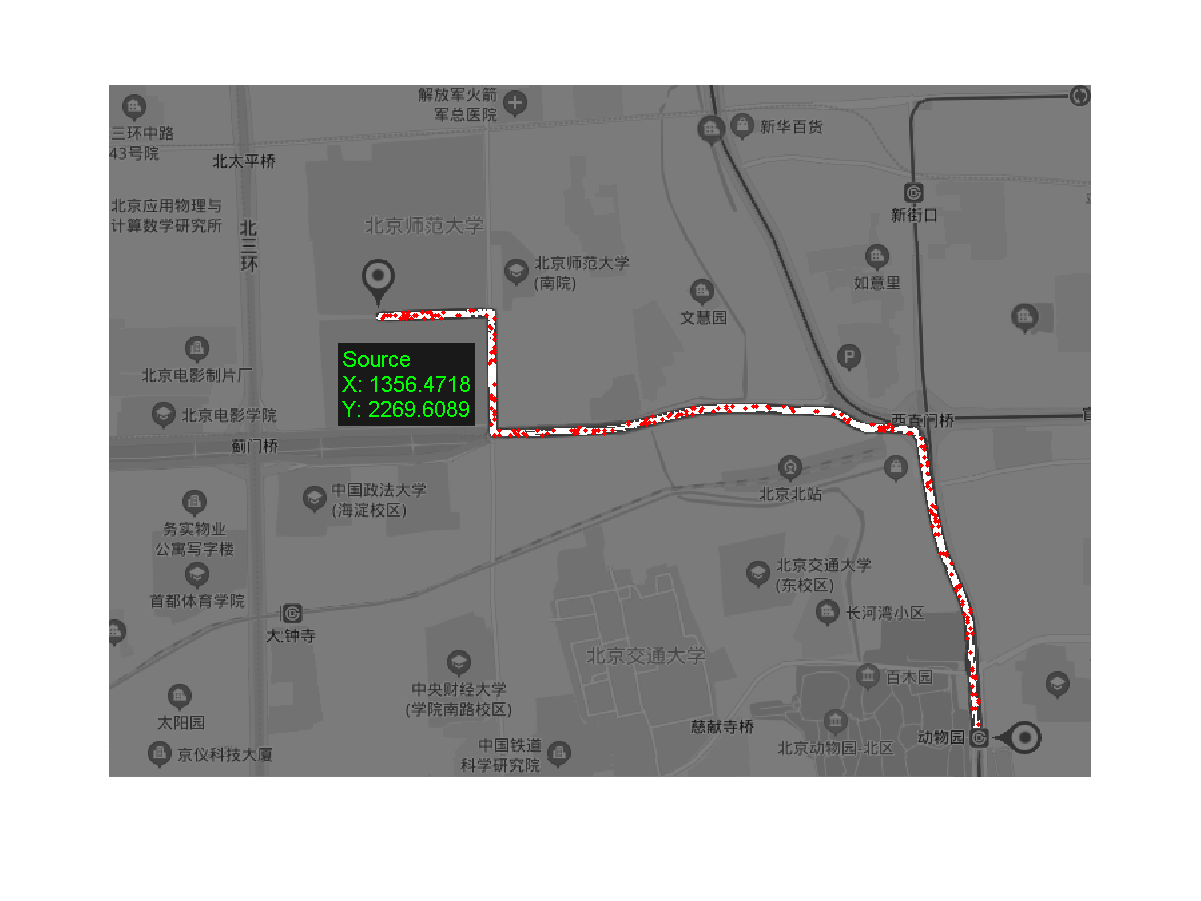 解放军火箭
军总医院
新华百货
三环中路
43号院
北太平桥
新街口
北京应用物理与
计算数学研究所
北三环
北京师范大学
北京师范大学
(南院)
如意里
文慧园
P
Source
X: 1356.4718
Y: 2269.6089
北京电影制片厂
北京电影学院
蓟门桥
西直门桥
北京北站
中国政法大学
(海淀校区)
务实物业
公寓写字楼
北京交通大学
(东校区)
首都体育学院
长河湾小区
大钟寺
北京交通大学
百木园
中央财经大学
(学院南路校区)
太阳园
慈献寺桥
动物园
中国铁道
科学研究院
北京动物园-北区
京仪科技大厦